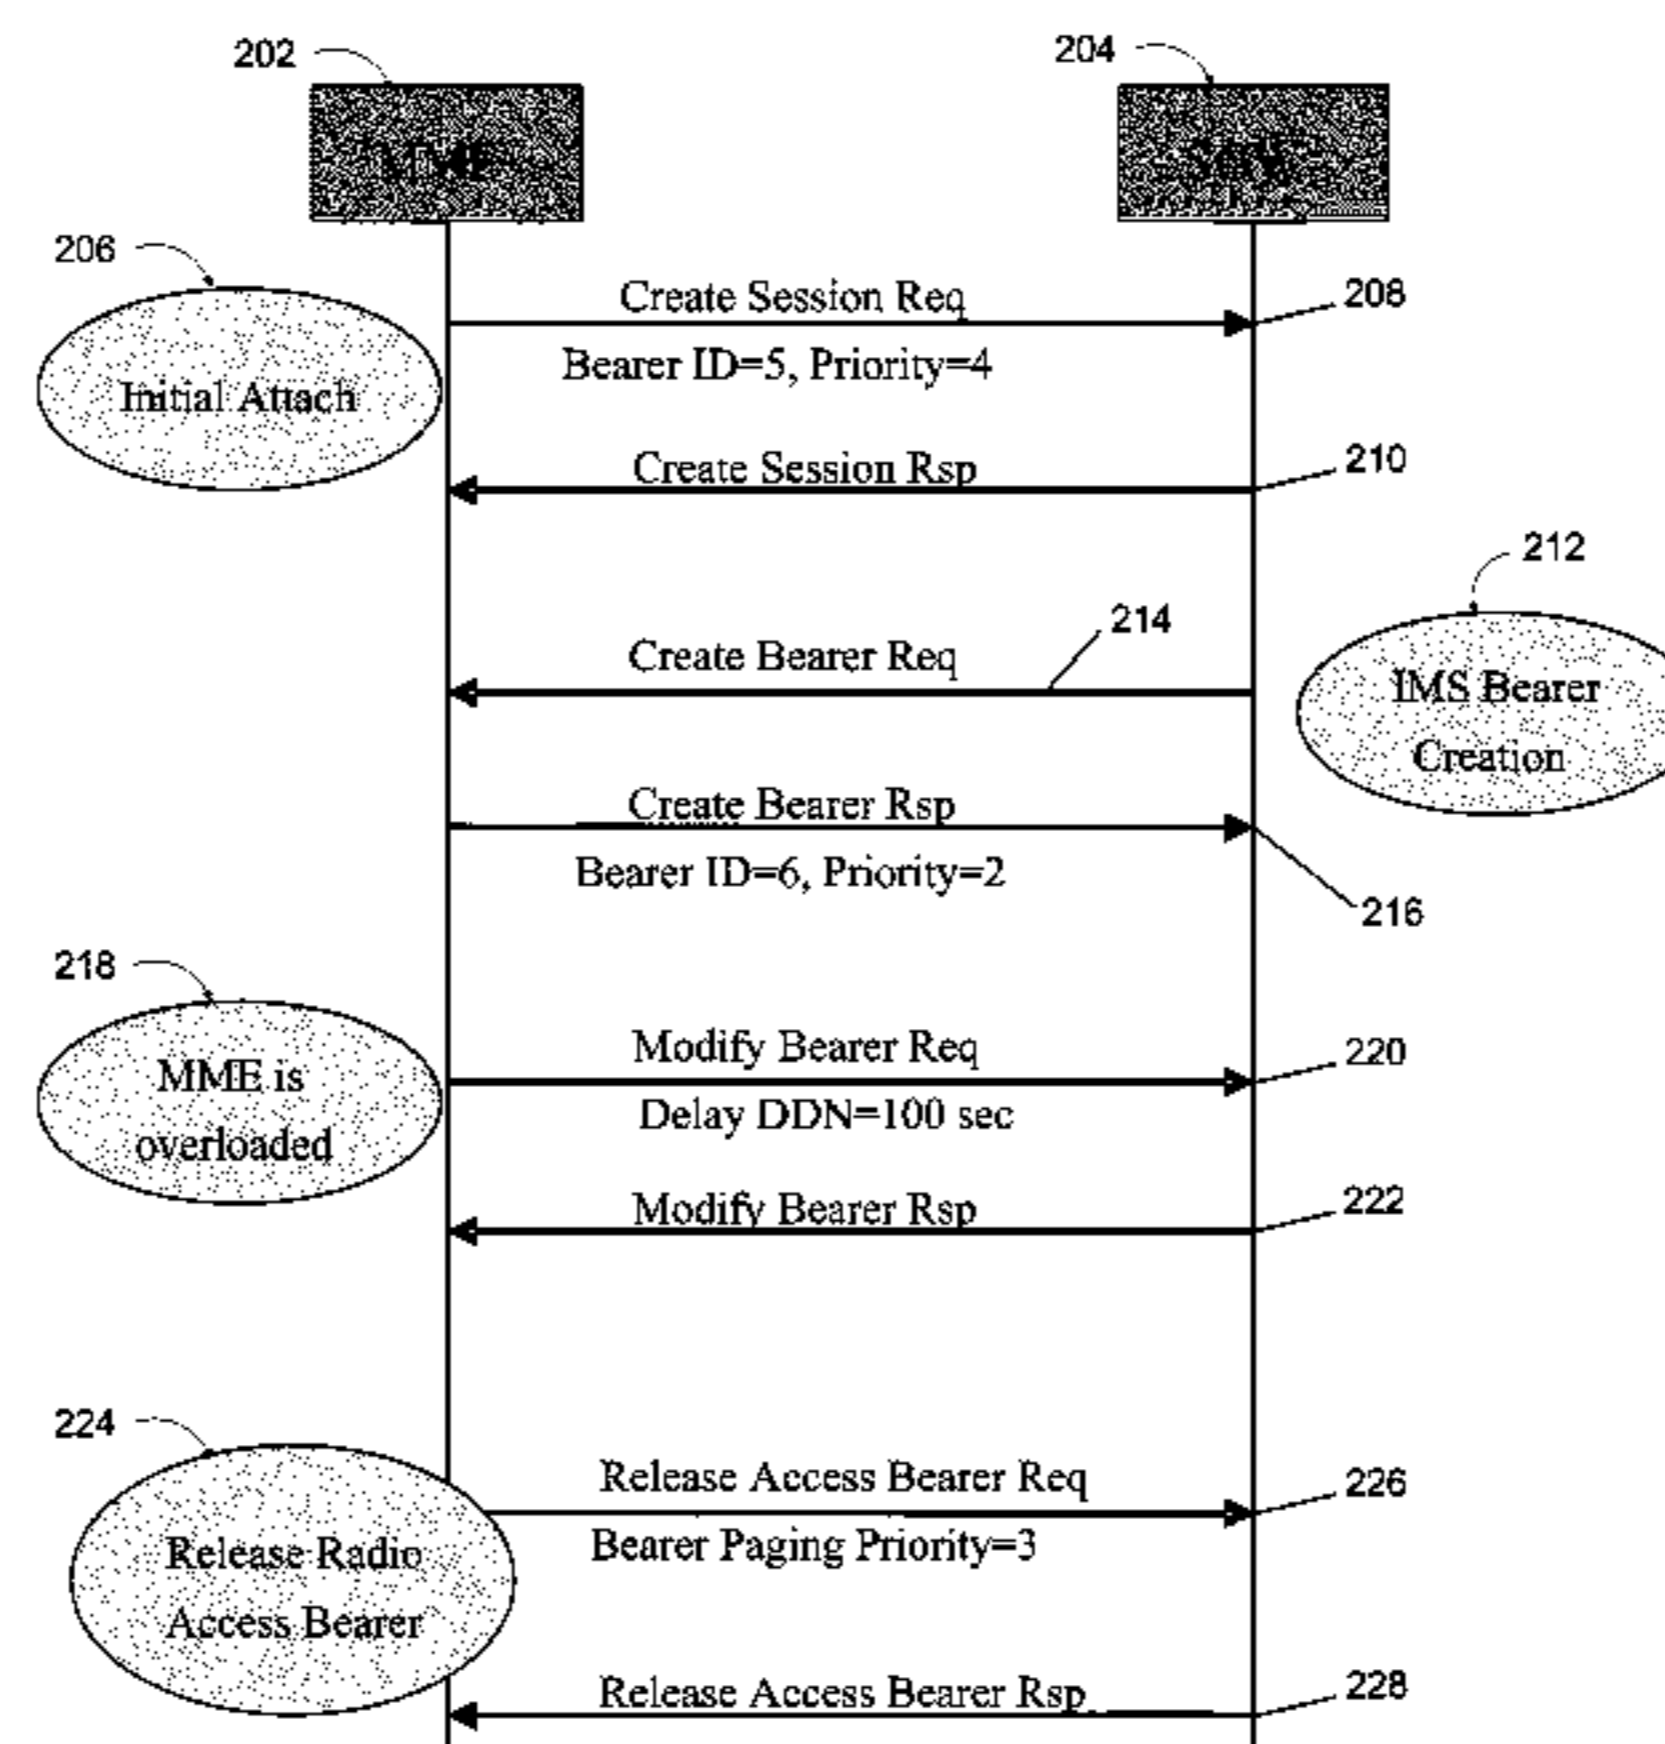 202
204
MME
206
Create Session Req
208
Bearer ID=5, Priority=4
Initial Attach
Create Session Rsp
210
212
214
Create Bearer Req
IMS Bearer
Creation
Create Bearer Rsp
Bearer ID=6, Priority=2
216
218
Modify Bearer Req
220
MME is
overloaded
Delay DDN=100 sec
Modify Bearer Rsp
222
224
Release Access Bearer Req
226
Bearer Paging Priority=3
Release Radio
Access Bearer
Release Access Bearer Rsp
228